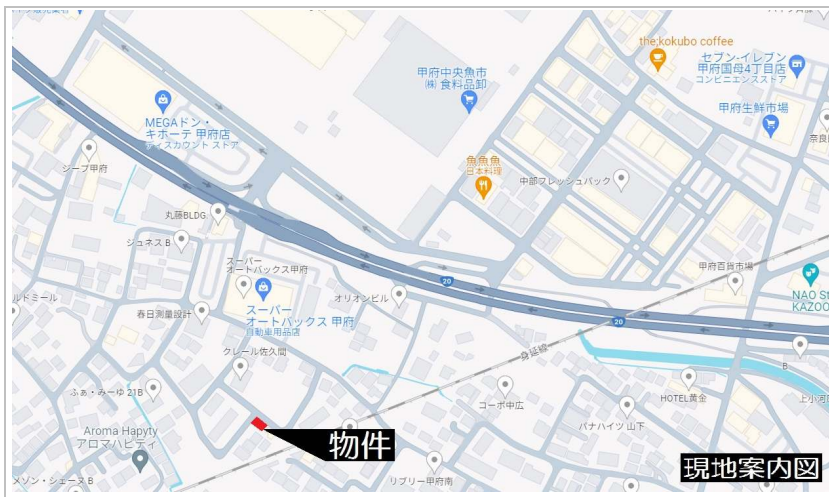 the kokubo coffee
セブン-イレブン
甲府国母4丁目店
コンビニエンスストア
甲府中央魚市
㈱ 食料品卸
甲府生鮮市場
MEGAドン・
キホーテ 甲府店
ディスカウント ストア
ジープ甲府
魚魚魚
日本料理
中部フレッシュパック
丸藤BLDG.
ジュネス B
スーパー
オートバックス甲府
甲府百貨市場
20
オリオンビル
NAO St
KAZOO
ルドミール
春日測量設計
スーパー
オートバックス 甲府
自動車用品店
20
クレール佐久間
身延線
B
ふぁ・みーゆ 21B
コーポ中広
HOTEL黄金
上小河
Aroma Hapyty
アロマハピティ
物件
パナハイツ 山下
メゾン・シェーヌ B
リブリー甲府南
現地案内図